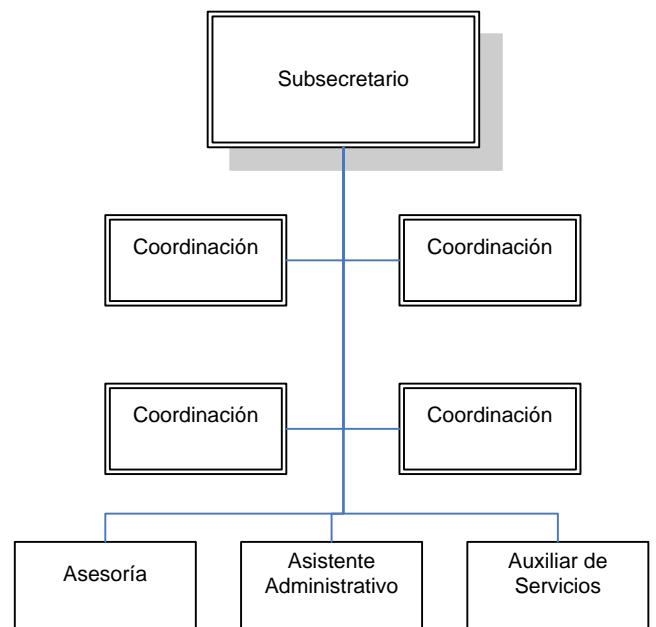 Subsecretario
Coordinación
Coordinación
Coordinación
Coordinación
Asesoría
Asistente
Administrativo
Auxiliar de
Servicios